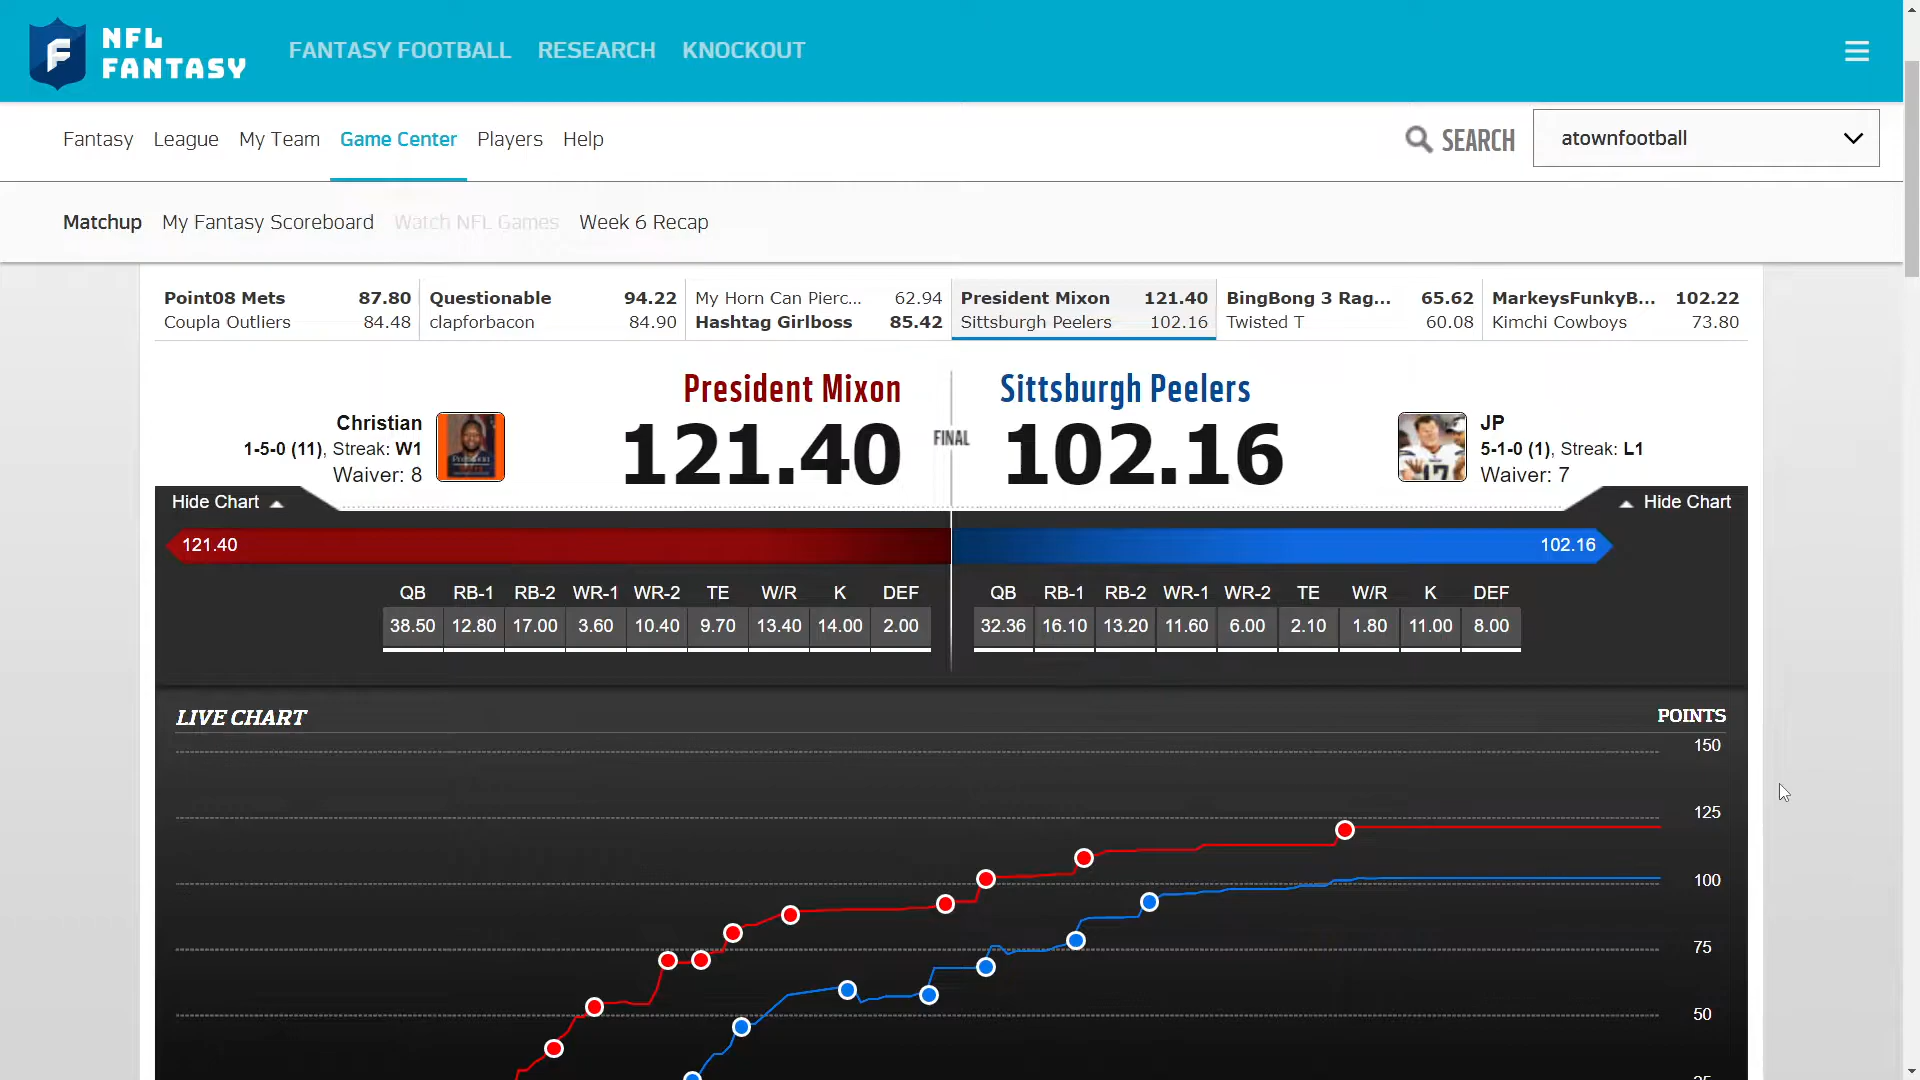 NFL FANTASY
FANTASY FOOTBALL RESEARCH KNOCKOUT
Fantasy League My Team Game Center Players Help
SEARCH
atownfootball
Matchup My Fantasy Scoreboard Watch NFL Games Week 6 Recap
Point08 Mets 87.80
Coupla Outliers 84.48
Questionable 94.22
clapforbacon 84.90
My Horn Can Pierc... 62.94
Hashtag Girlboss 85.42
President Mixon 121.40
Sittsburgh Peelers 102.16
BingBong 3 Rag... 65.62
Twisted T 60.08
MarkeysFunkyB... 102.22
Kimchi Cowboys 73.80
President Mixon
Christian
1-5-0 (11), Streak: W1
Waiver: 8
121.40
FINAL
Sittsburgh Peelers
102.16
JP
5-1-0 (1), Streak: L1
Waiver: 7
Hide Chart
Hide Chart
121.40
102.16
QB RB-1 RB-2 WR-1 WR-2 TE W/R K DEF
38.50 12.80 17.00 3.60 10.40 9.70 13.40 14.00 2.00
QB RB-1 RB-2 WR-1 WR-2 TE W/R K DEF
32.36 16.10 13.20 11.60 6.00 2.10 1.80 11.00 8.00
LIVE CHART
POINTS
150
125
100
75
50